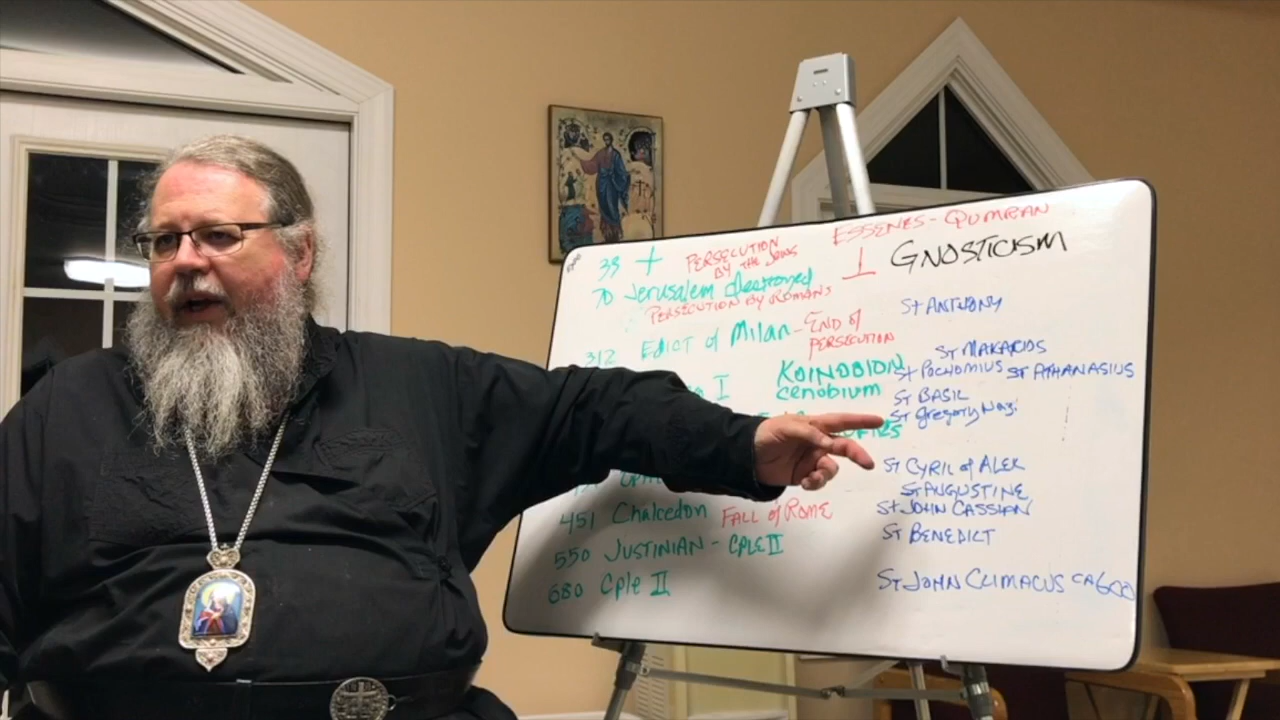 ESSENES - QUMRAN
33 + PERSECUTION
BY THE JEWS
⊥ GNOSTICISM
70 Jerusalem destroyed
PERSECUTION BY ROMANS
ST ANTHONY
312 EDICT of Milan - END of
PERSECUTION
ST MAKARIOS
KOINOBION
ST POCHOMIUS ST ATHANASIUS
I cenobium
ST BASIL
ST gregory Naz.
ST CYRIL of ALEX
ST AUGUSTINE
451 Chalcedon FALL of ROME
ST JOHN CASSIAN
550 JUSTINIAN - CPLE II
ST BENEDICT
680 Cple II
ST JOHN CLIMACUS CA 600